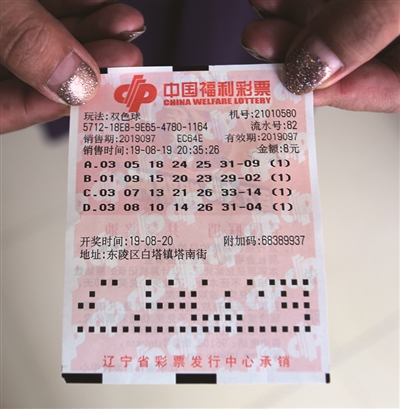 中国福利彩票
CHINA WELFARE LOTTERY
玩法:双色球 机号:21010580
5712-18E8-9E65-4780-1164 流水号:82
销售期:2019097 EC64E 有效期:2019097
销售时间:19-08-19 20:35:26 金额:8元
A.03 05 18 24 25 31-09 (1)
B.01 09 15 20 23 29-02 (1)
C.03 07 13 21 26 33-14 (1)
D.03 08 10 14 26 31-04 (1)
开奖时间:19-08-20 附加码:68389937
地址:东陵区白塔镇塔南街
辽宁省彩票发行中心承销